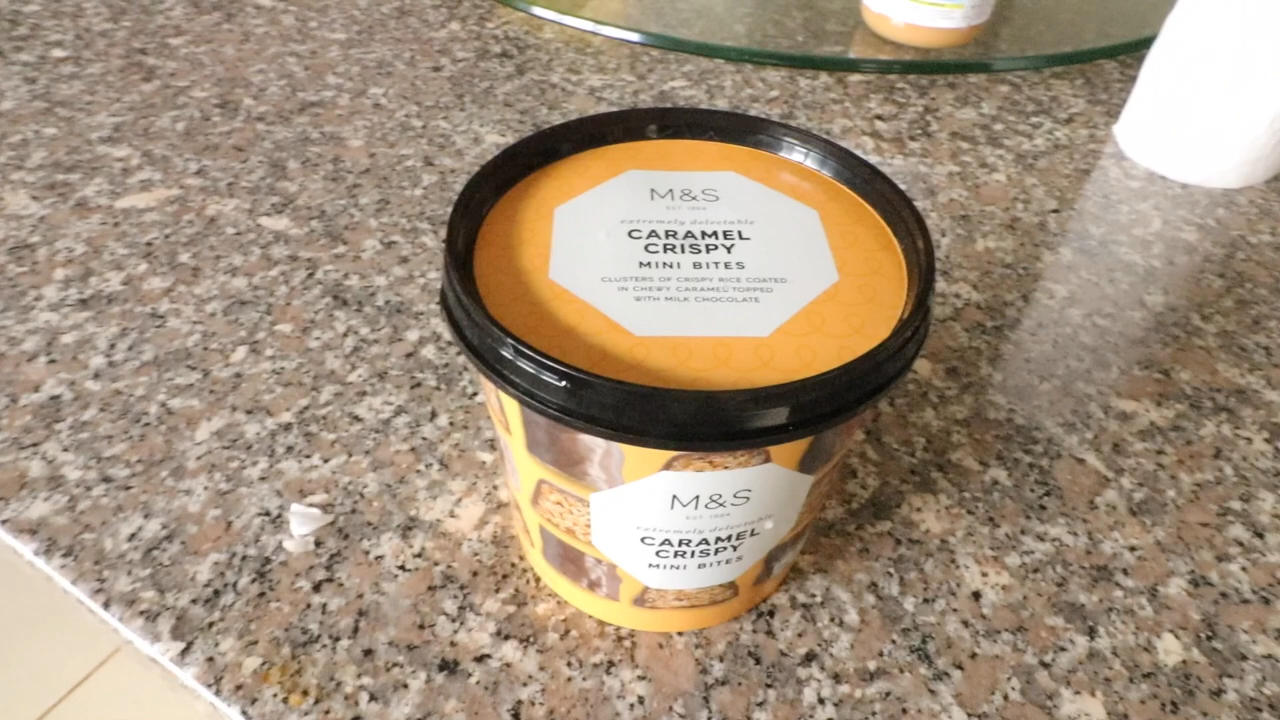 M&S
EST. 1884
extremely delectable
CARAMEL
CRISPY
MINI BITES
CLUSTERS OF CRISPY RICE COATED
IN CHEWY CARAMEL TOPPED
WITH MILK CHOCOLATE
M&S
EST. 1884
extremely delectable
CARAMEL
CRISPY
MINI BITES